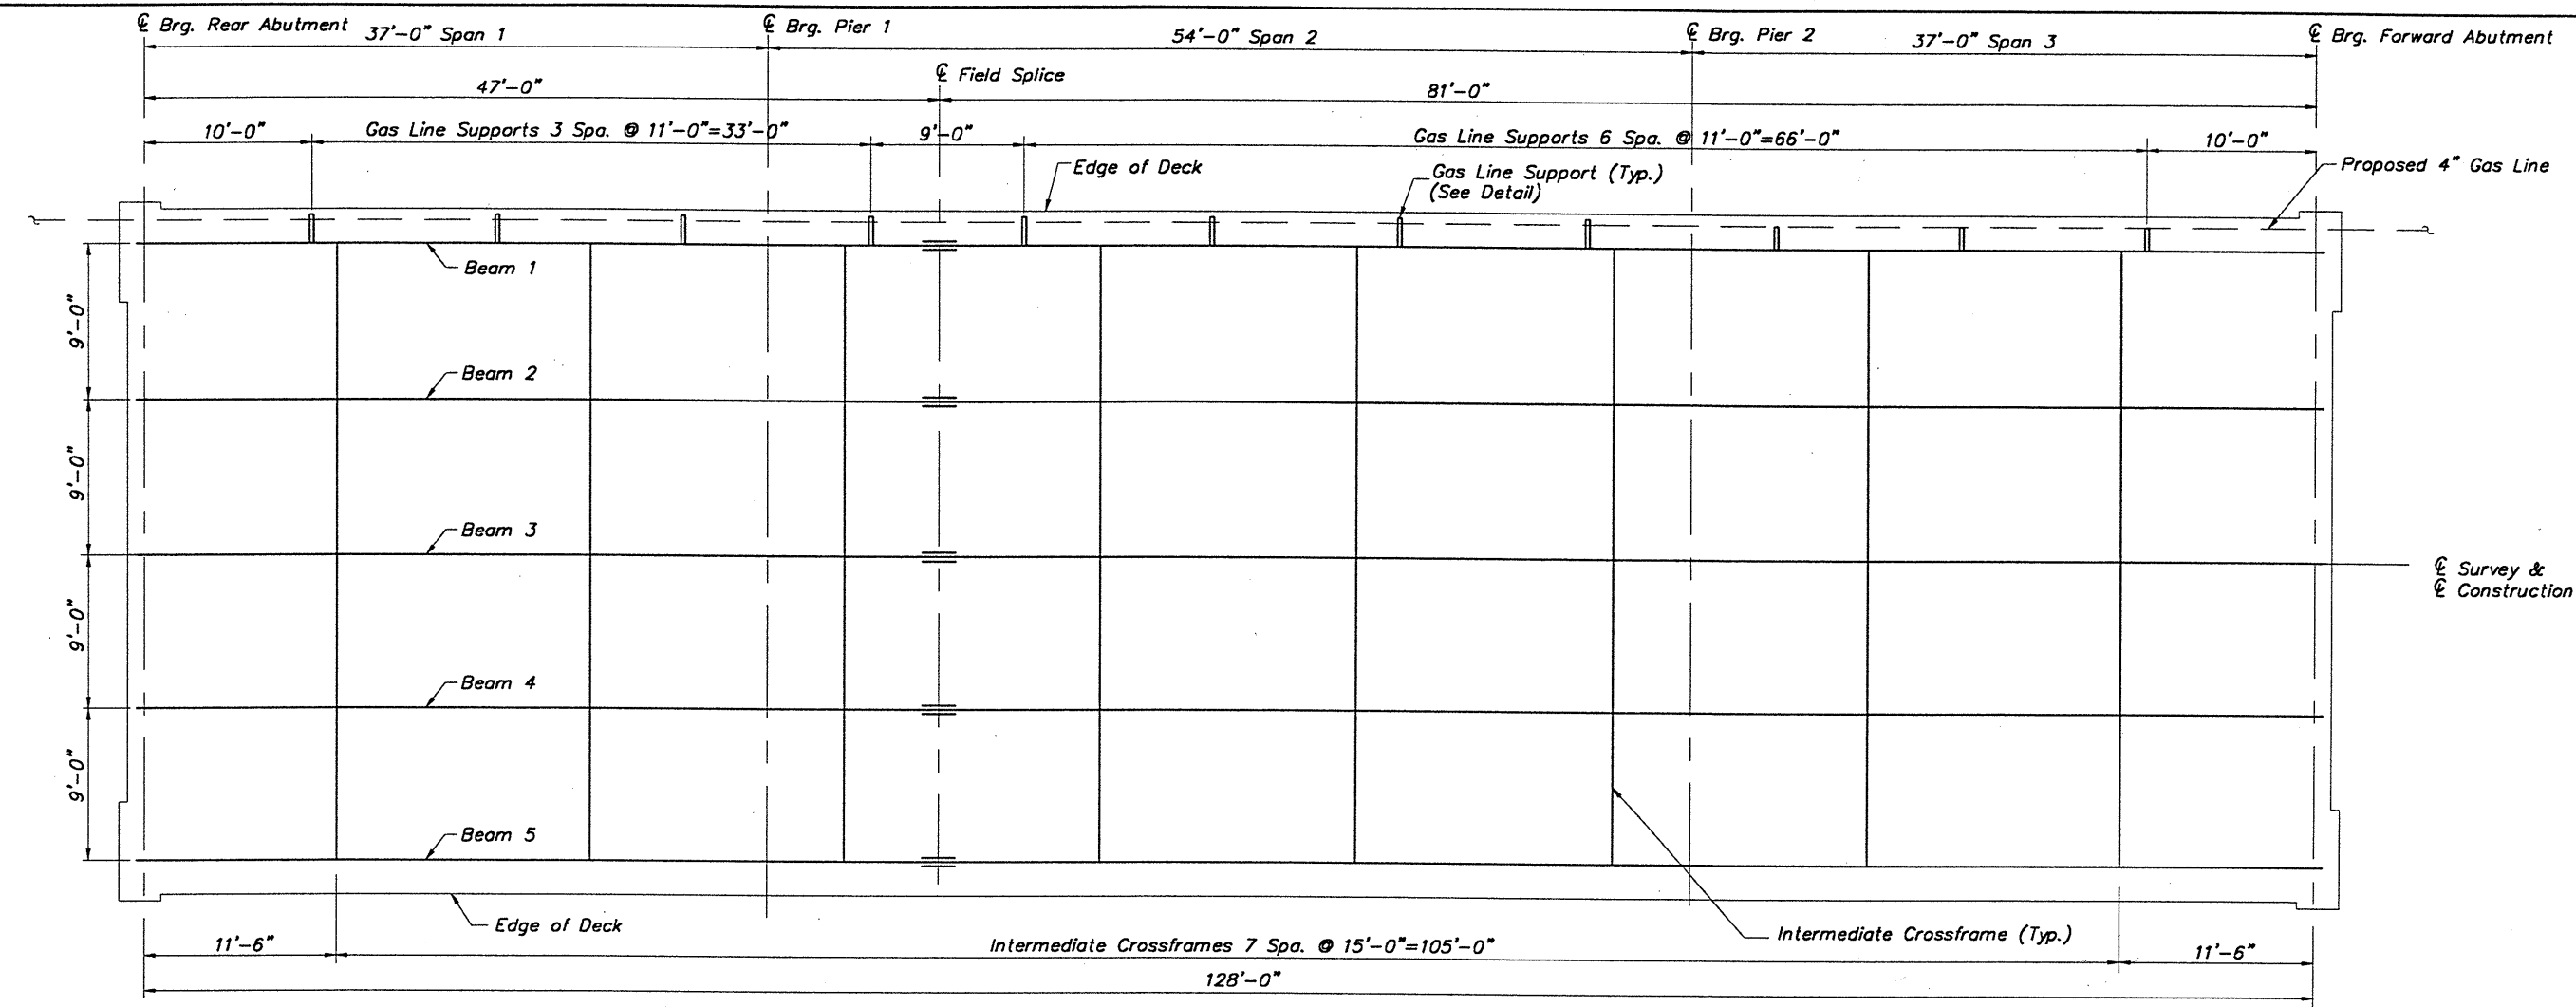 ℄ Brg. Rear Abutment
37'-0" Span 1
℄ Brg. Pier 1
54'-0" Span 2
℄ Brg. Pier 2
37'-0" Span 3
℄ Brg. Forward Abutment
℄ Field Splice
47'-0"
81'-0"
10'-0"
Gas Line Supports 3 Spa. @ 11'-0"=33'-0"
9'-0"
Gas Line Supports 6 Spa. @ 11'-0"=66'-0"
10'-0"
Edge of Deck
Gas Line Support (Typ.)
(See Detail)
Proposed 4" Gas Line
Beam 1
9'-0"
Beam 2
9'-0"
Beam 3
℄ Survey &
℄ Construction
9'-0"
Beam 4
9'-0"
Beam 5
Edge of Deck
Intermediate Crossframe (Typ.)
11'-6"
Intermediate Crossframes 7 Spa. @ 15'-0"=105'-0"
11'-6"
128'-0"